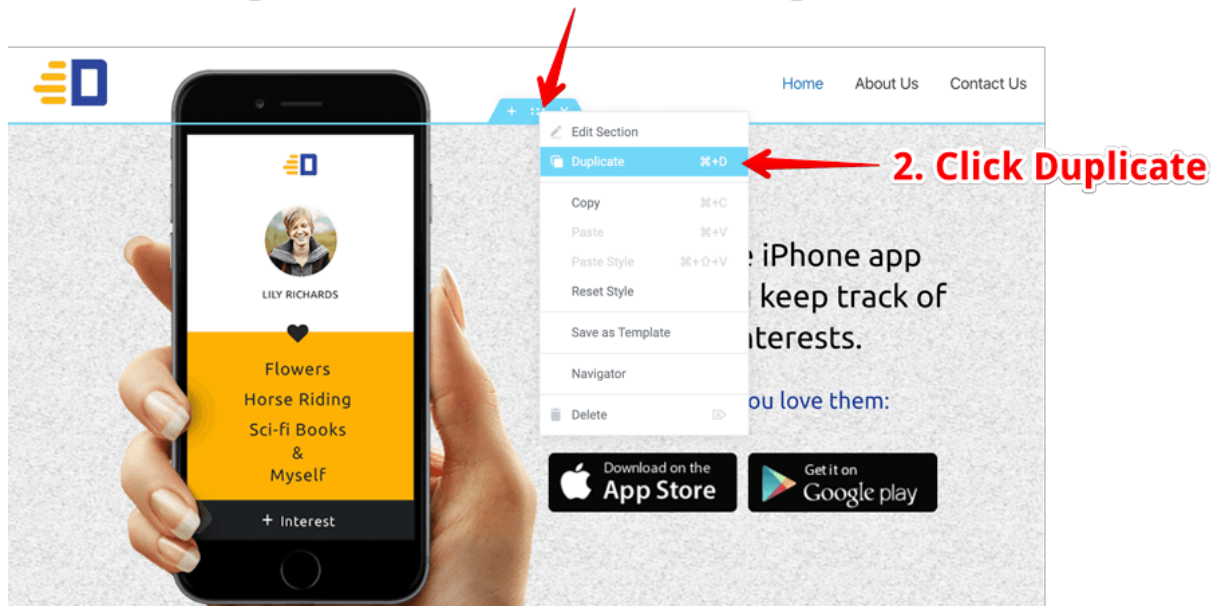 Home About Us Contact Us
Edit Section
Duplicate ⌘+D
2. Click Duplicate
Copy ⌘+C
Paste ⌘+V
Paste Style ⌘+⇧+V
Reset Style
Save as Template
Navigator
Delete
LILY RICHARDS
Flowers
Horse Riding
Sci-fi Books
&
Myself
+ Interest
iPhone app
keep track of
ou love them:
Download on the
App Store
Get it on
Google play